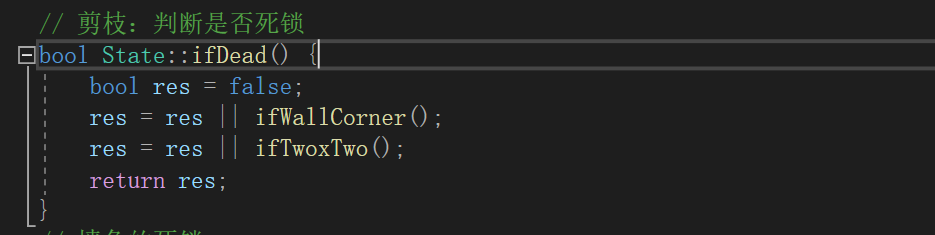 // 剪枝：判断是否死锁
bool State::ifDead() {
bool res = false;
res = res || ifWallCorner();
res = res || ifTwoxTwo();
return res;
}